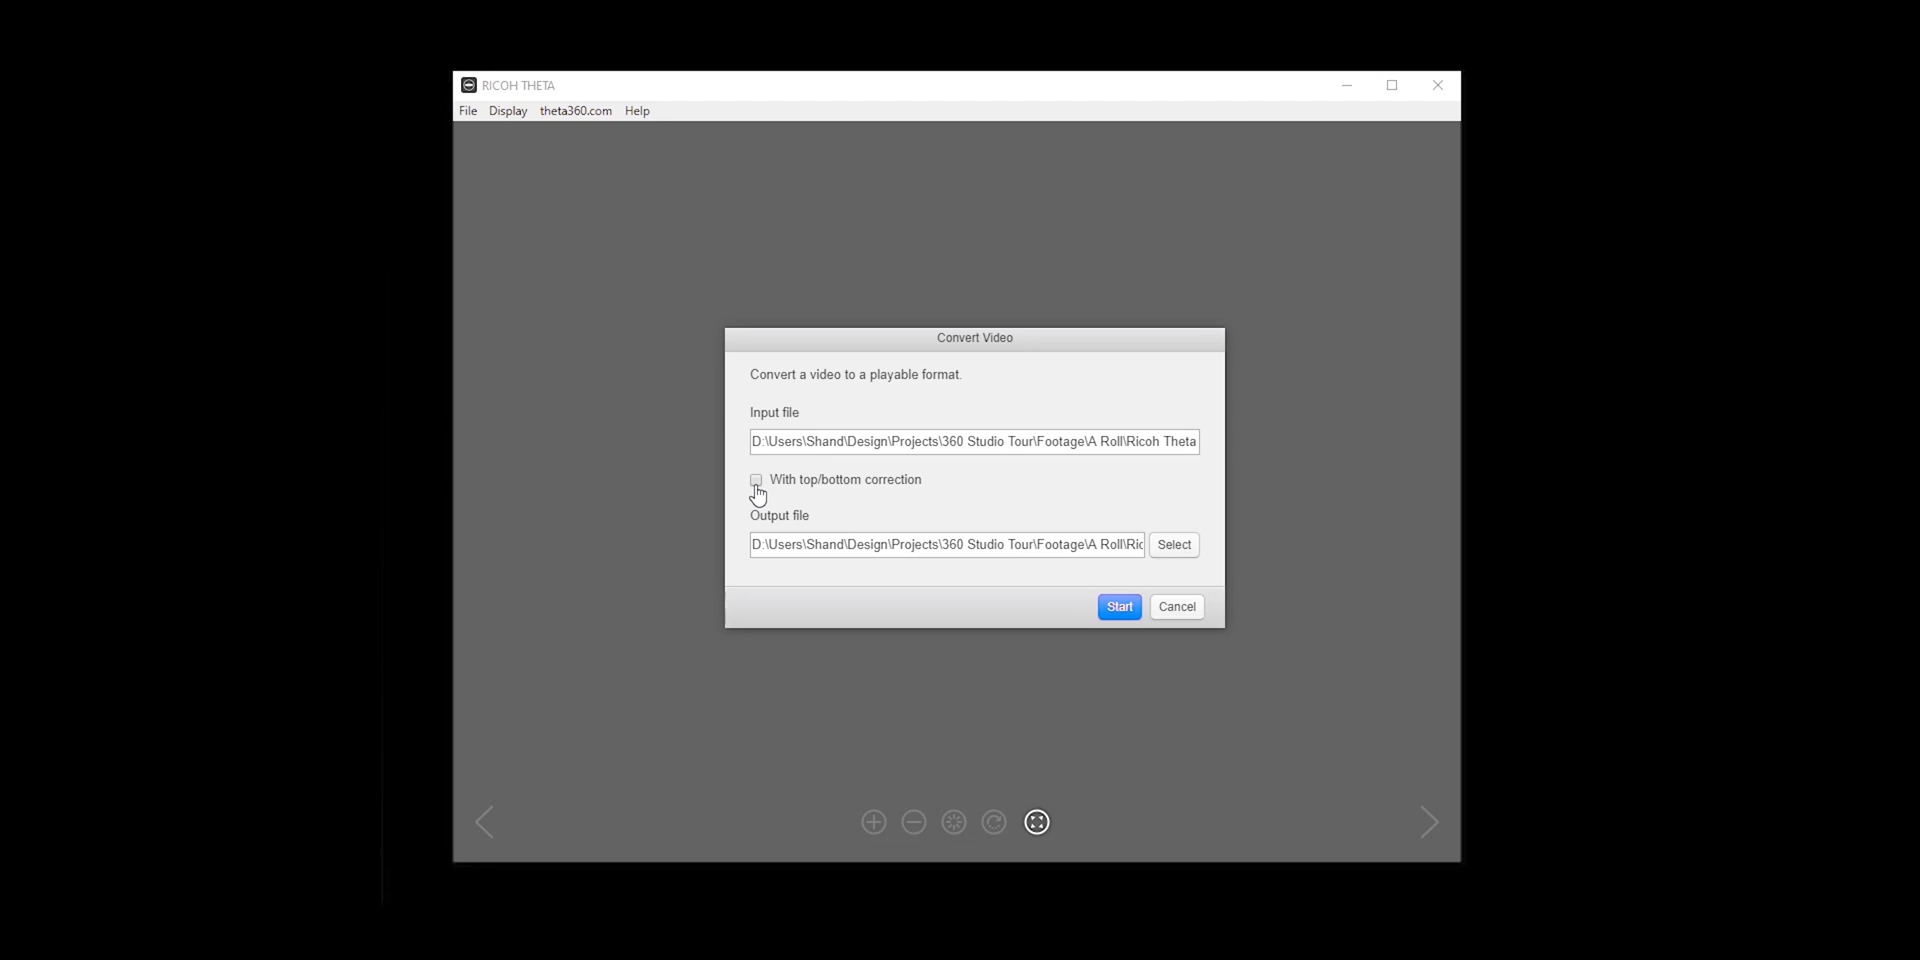 RICOH THETA
File Display theta360.com Help
Convert Video
Convert a video to a playable format.
Input file
D:\Users\Shand\Design\Projects\360 Studio Tour\Footage\A Roll\Ricoh Theta
With top/bottom correction
Output file
D:\Users\Shand\Design\Projects\360 Studio Tour\Footage\A Roll\Ric
Select
Start Cancel